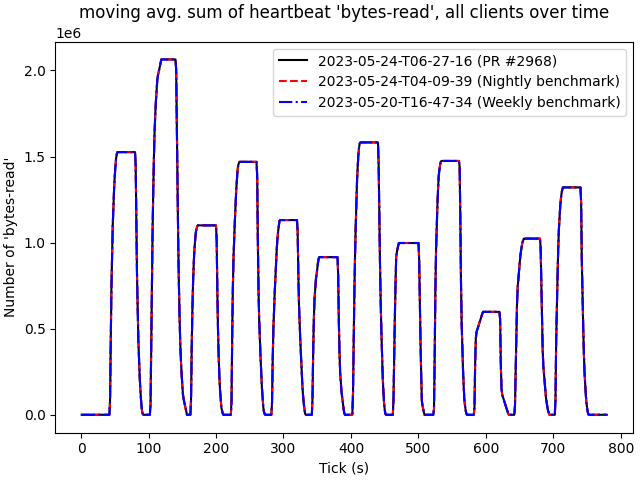 moving avg. sum of heartbeat 'bytes-read', all clients over time
1e6
2023-05-24-T06-27-16 (PR #2968)
2023-05-24-T04-09-39 (Nightly benchmark)
2023-05-20-T16-47-34 (Weekly benchmark)
2.0
1.5
1.0
0.5
0.0
Number of 'bytes-read'
0 100 200 300 400 500 600 700 800
Tick (s)